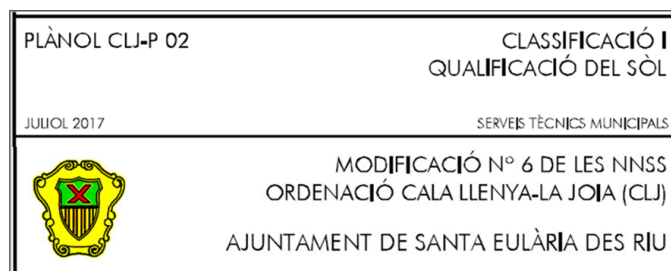 PLÀNOL CLJ-P 02
CLASSIFICACIÓ I
QUALIFICACIÓ DEL SÒL
JULIOL 2017
SERVEIS TÈCNICS MUNICIPALS
MODIFICACIÓ Nº 6 DE LES NNSS
ORDENACIÓ CALA LLENYA-LA JOIA (CLJ)
AJUNTAMENT DE SANTA EULÀRIA DES RIU